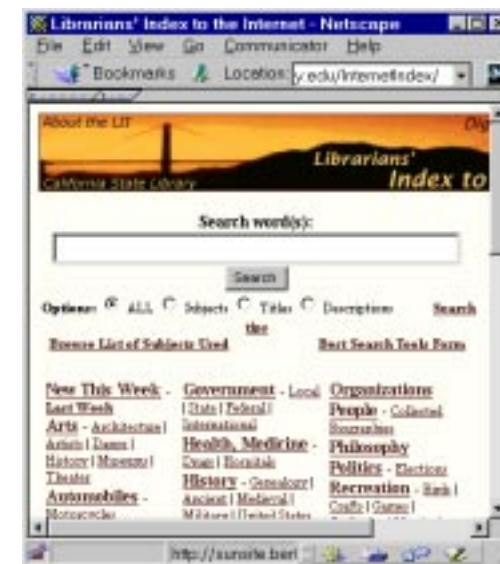 Librarians' Index to the Internet - Netscape
File Edit View Go Communicator Help
Bookmarks Location: y.edu/InternetIndex/
About the LII Dig
Librarians'
California State Library Index to
Search word(s):
Search
Options: ALL Subjects Titles Descriptions Search
the
Browse List of Subjects Used Best Search Tools Form
New This Week - Government - Local Organizations
Last Week | State | Federal | People - Collected
Arts - Architecture | International Biographies
Artists | Dance | Health, Medicine - Philosophy
History | Museums | Drugs | Hospitals Politics - Elections
Theater History - Genealogy | Recreation - Birds |
Automobiles - Ancient | Medieval | Crafts | Games |
Motorcycles Military | United States
http://sunsite.berl